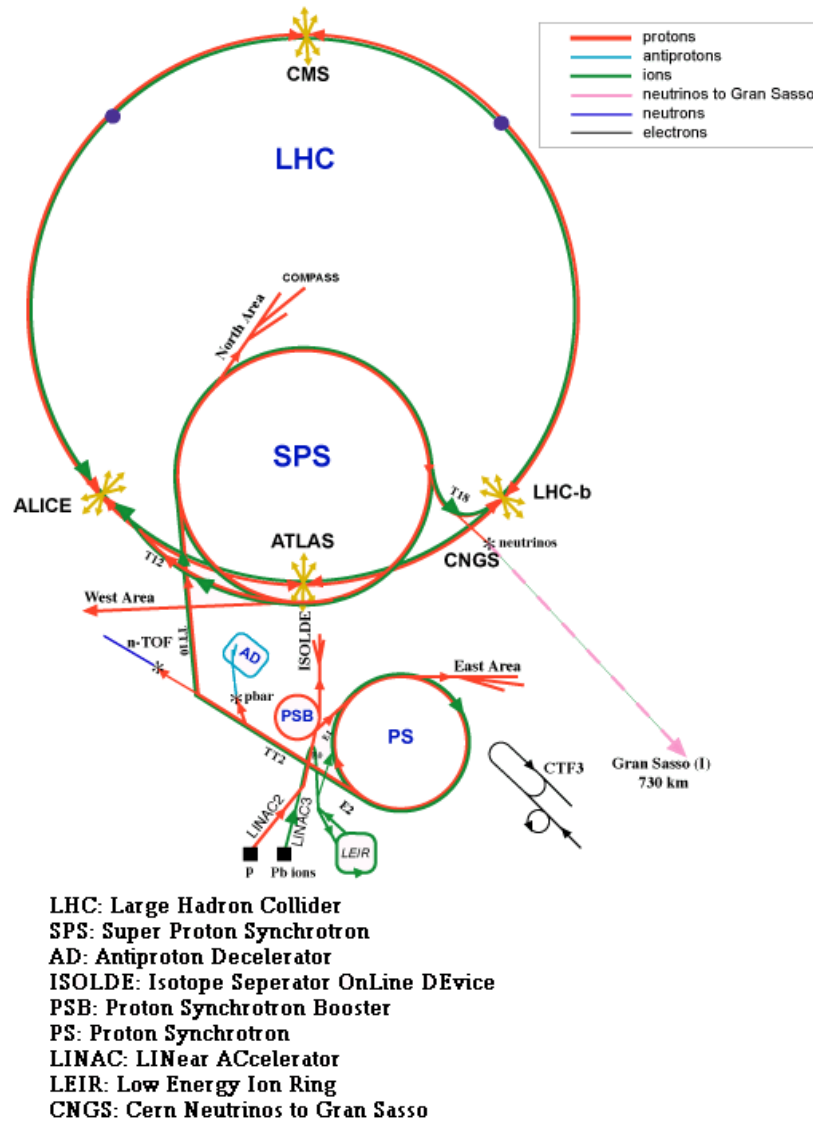 protons
antiprotons
ions
neutrinos to Gran Sasso
neutrons
electrons
CMS
LHC
COMPASS
North Area
SPS
ALICE
LHC-b
T18
ATLAS
neutrinos
CNGS
T12
West Area
TT10
ISOLDE
n-TOF
AD
East Area
pbar
PSB
E1
PS
TT2
Gran Sasso (I)
730 km
CTF3
E2
LINAC2
LINAC3
LEIR
P
Pb ions
LHC: Large Hadron Collider
SPS: Super Proton Synchrotron
AD: Antiproton Decelerator
ISOLDE: Isotope Seperator OnLine DEvice
PSB: Proton Synchrotron Booster
PS: Proton Synchrotron
LINAC: LINear ACcelerator
LEIR: Low Energy Ion Ring
CNGS: Cern Neutrinos to Gran Sasso